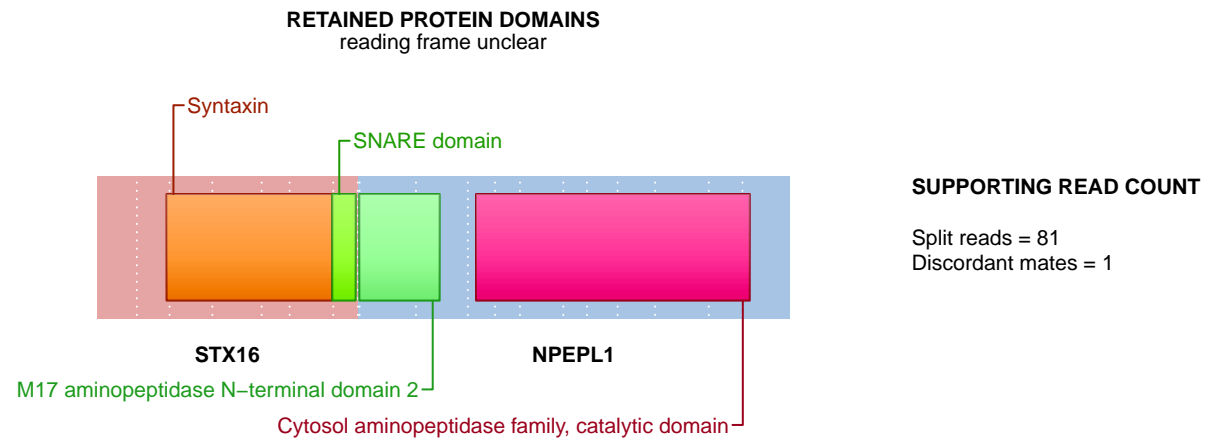 RETAINED PROTEIN DOMAINS
reading frame unclear
Syntaxin
SNARE domain
SUPPORTING READ COUNT
Split reads = 81
Discordant mates = 1
STX16
NPEPL1
M17 aminopeptidase N−terminal domain 2
Cytosol aminopeptidase family, catalytic domain